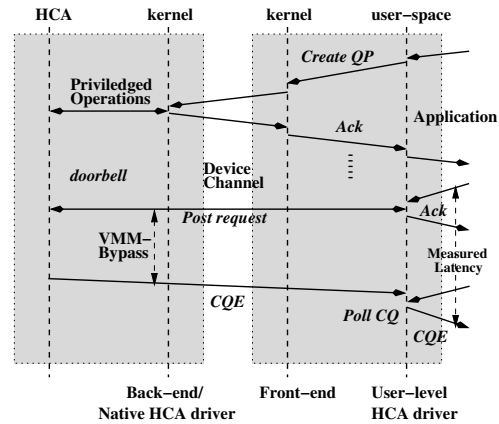 HCA kernel kernel user-space
Create QP
Priviledged
Operations
Ack
Application
Device
Channel
doorbell
Post request
Ack
VMM-
Bypass
Measured
Latency
CQE
Poll CQ
CQE
Back-end/
Native HCA driver
Front-end
User-level
HCA driver